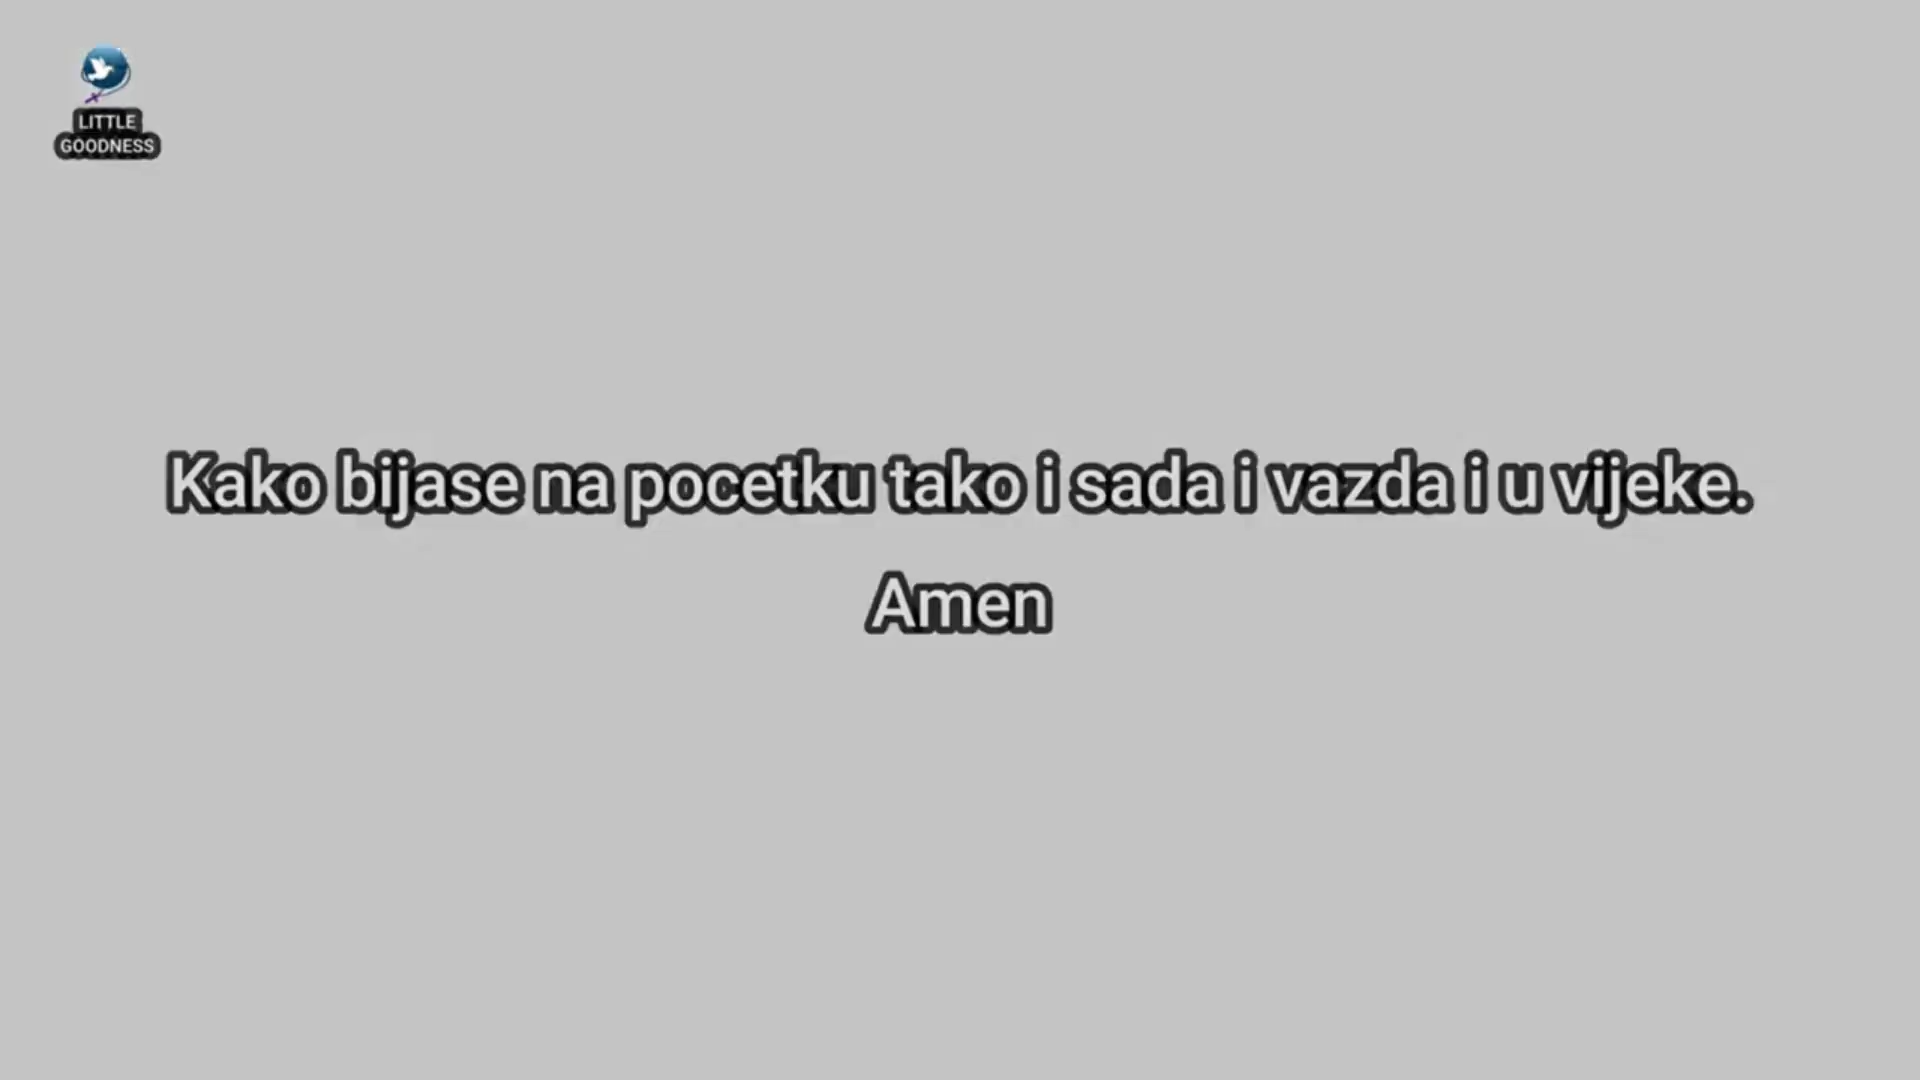 LITTLE
GOODNESS
Kako bijase na pocetku tako i sada i vazda i u vijeke.
Amen